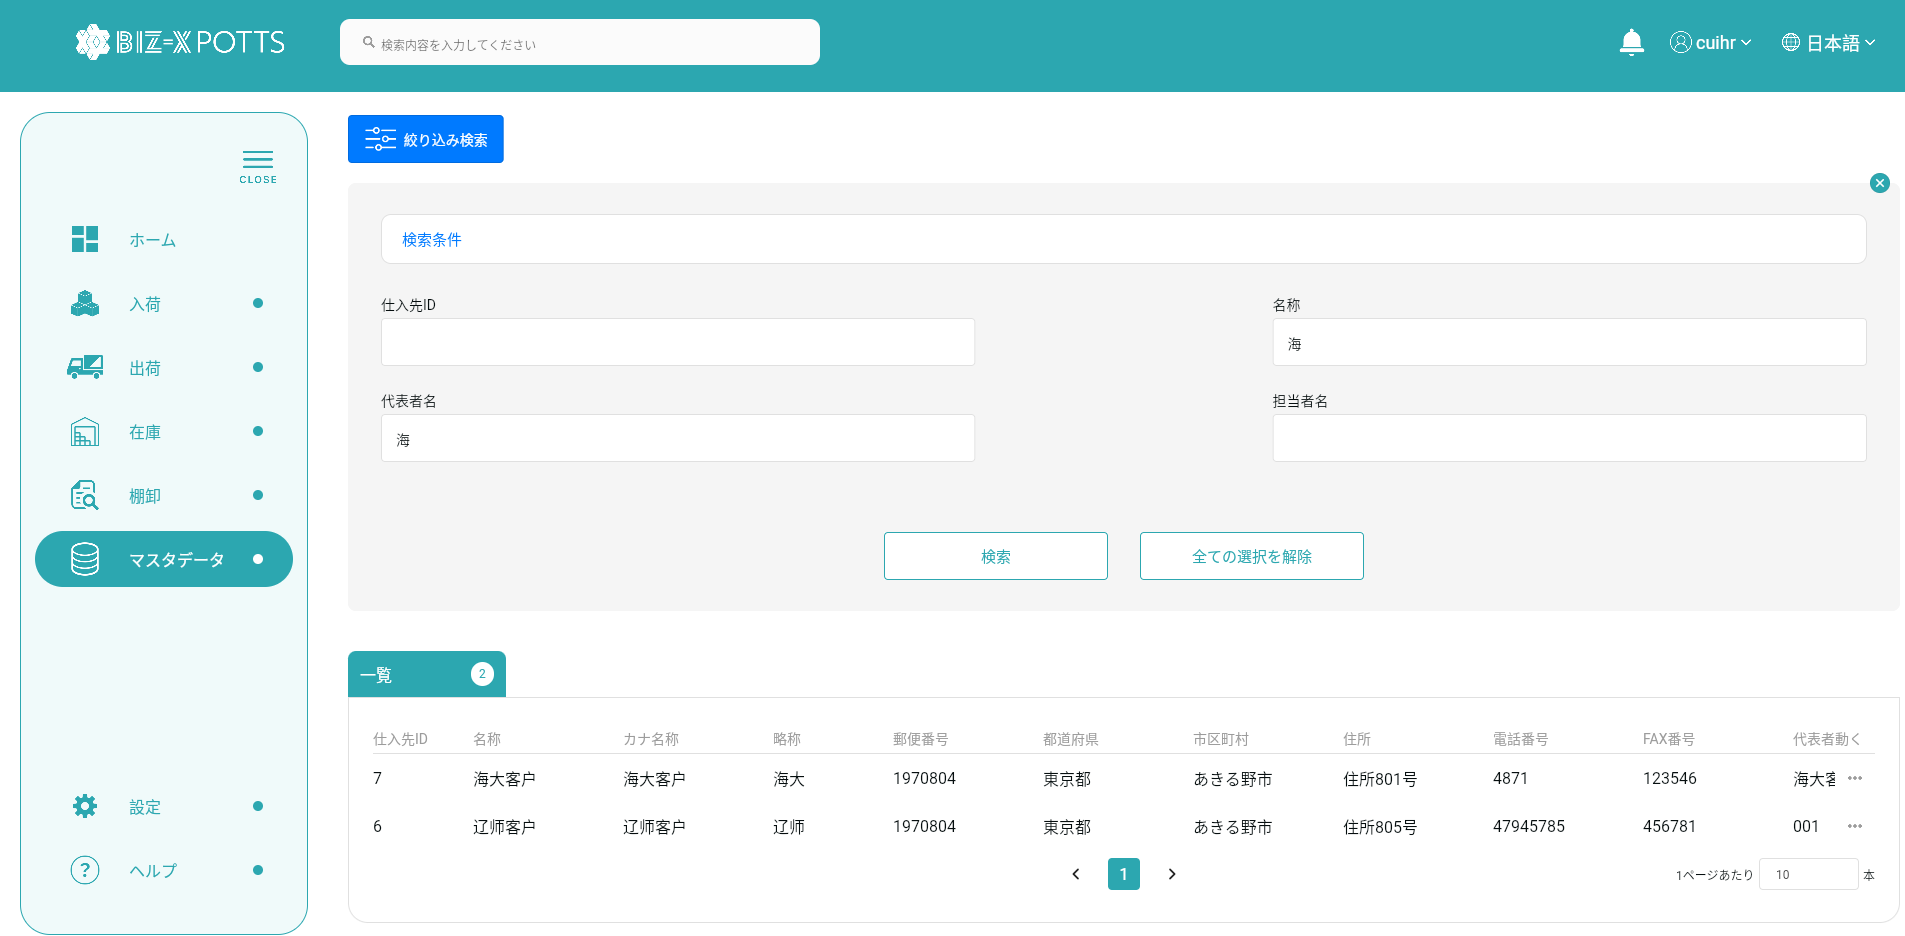 BIZ=X POTTS
検索内容を入力してください
cuihr
日本語
CLOSE
ホーム
入荷
出荷
在庫
棚卸
マスタデータ
設定
ヘルプ
絞り込み検索
検索条件
仕入先ID
名称
海
代表者名
海
担当者名
検索
全ての選択を解除
一覧 2
仕入先ID 名称 カナ名称 略称 郵便番号 都道府県 市区町村 住所 電話番号 FAX番号 代表者動く
7 海大客户 海大客户 海大 1970804 東京都 あきる野市 住所801号 4871 123546 海大客 •••
6 辽师客户 辽师客户 辽师 1970804 東京都 あきる野市 住所805号 47945785 456781 001 •••
1
1ページあたり 10 本